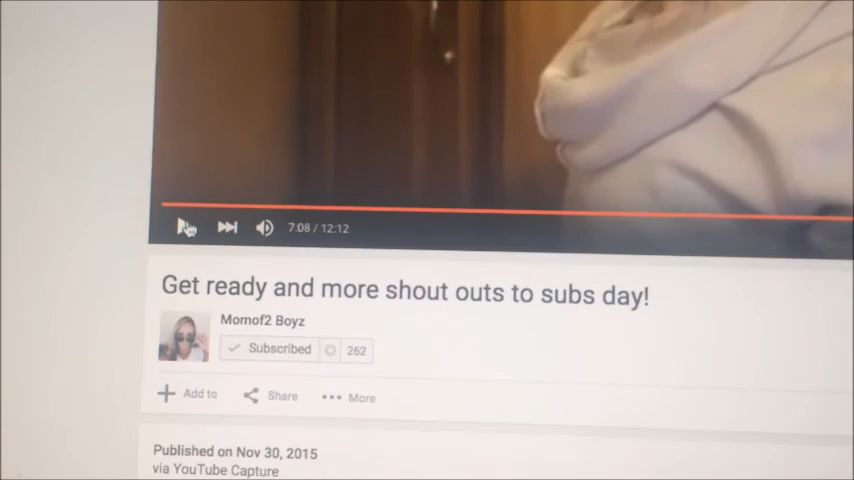 7:08 / 12:12
Get ready and more shout outs to subs day!
Momof2 Boyz
Subscribed 262
Add to Share More
Published on Nov 30, 2015
via YouTube Capture